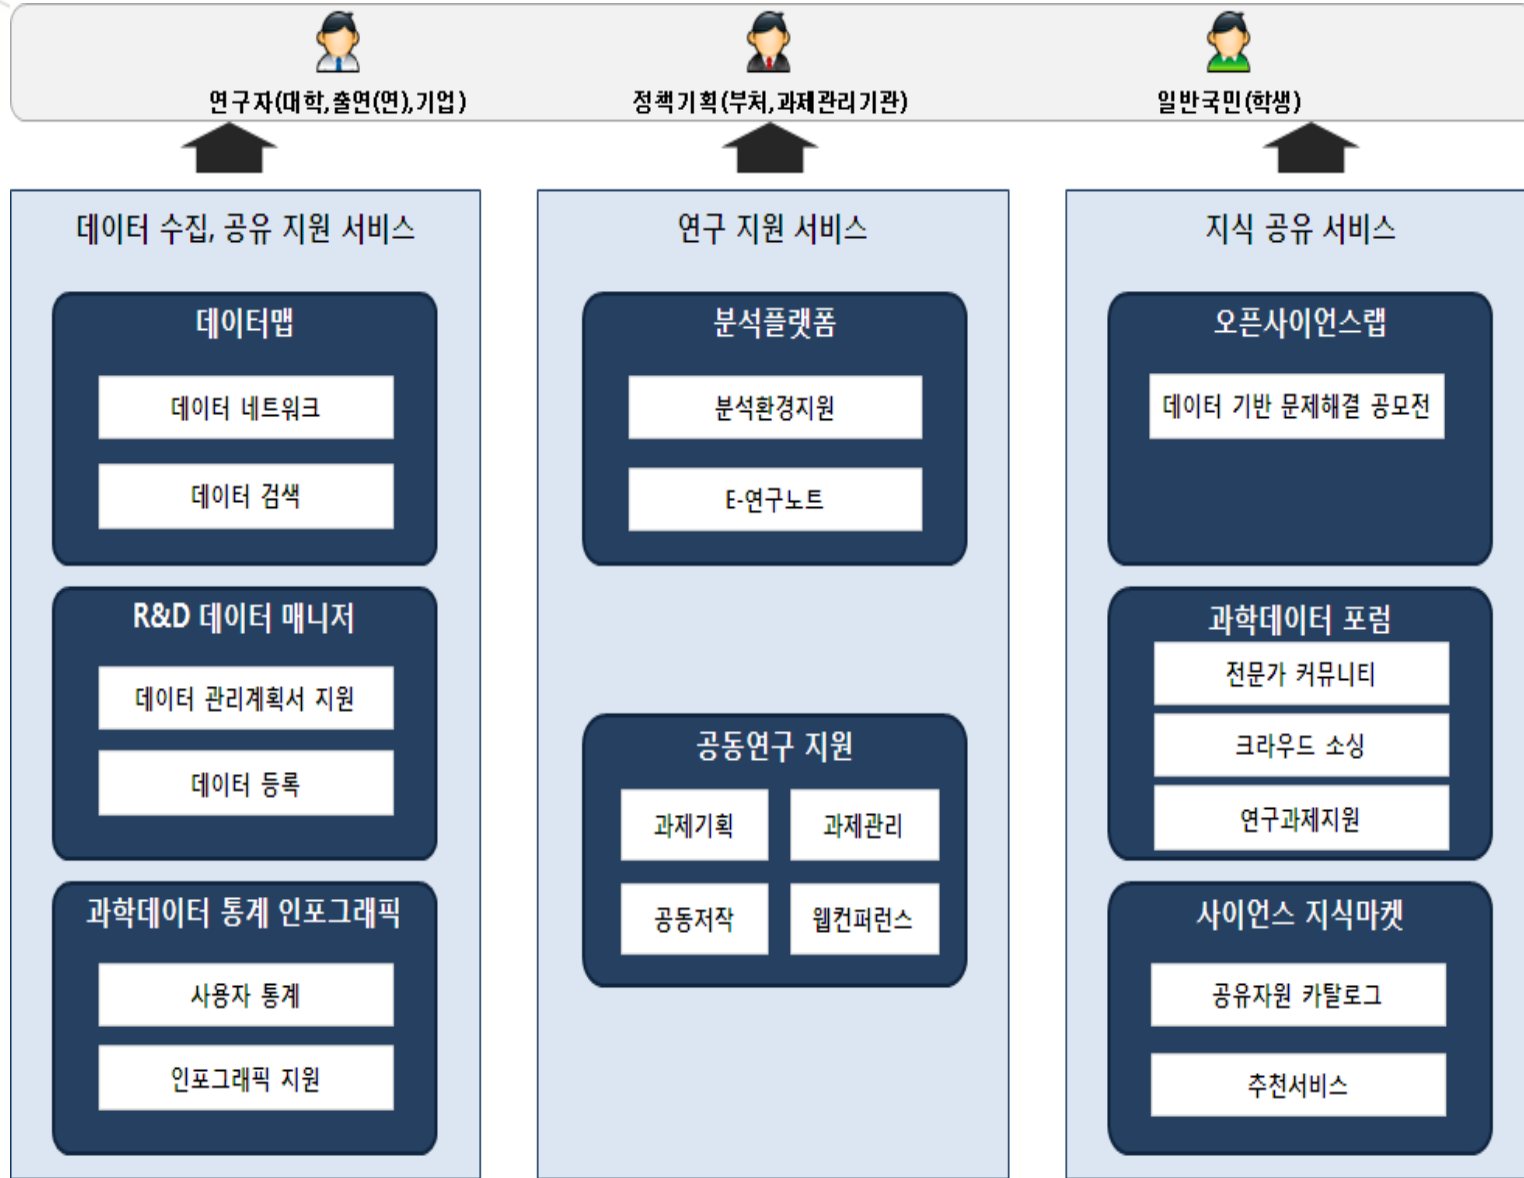 연구자(대학,출연(연),기업)
정책기획(부처,과제관리기관)
일반국민(학생)
데이터 수집, 공유 지원 서비스
데이터맵
데이터 네트워크
데이터 검색
R&D 데이터 매니저
데이터 관리계획서 지원
데이터 등록
과학데이터 통계 인포그래픽
사용자 통계
인포그래픽 지원
연구 지원 서비스
분석플랫폼
분석환경지원
E-연구노트
공동연구 지원
과제기획
과제관리
공동저작
웹컨퍼런스
지식 공유 서비스
오픈사이언스랩
데이터 기반 문제해결 공모전
과학데이터 포럼
전문가 커뮤니티
크라우드 소싱
연구과제지원
사이언스 지식마켓
공유자원 카탈로그
추천서비스